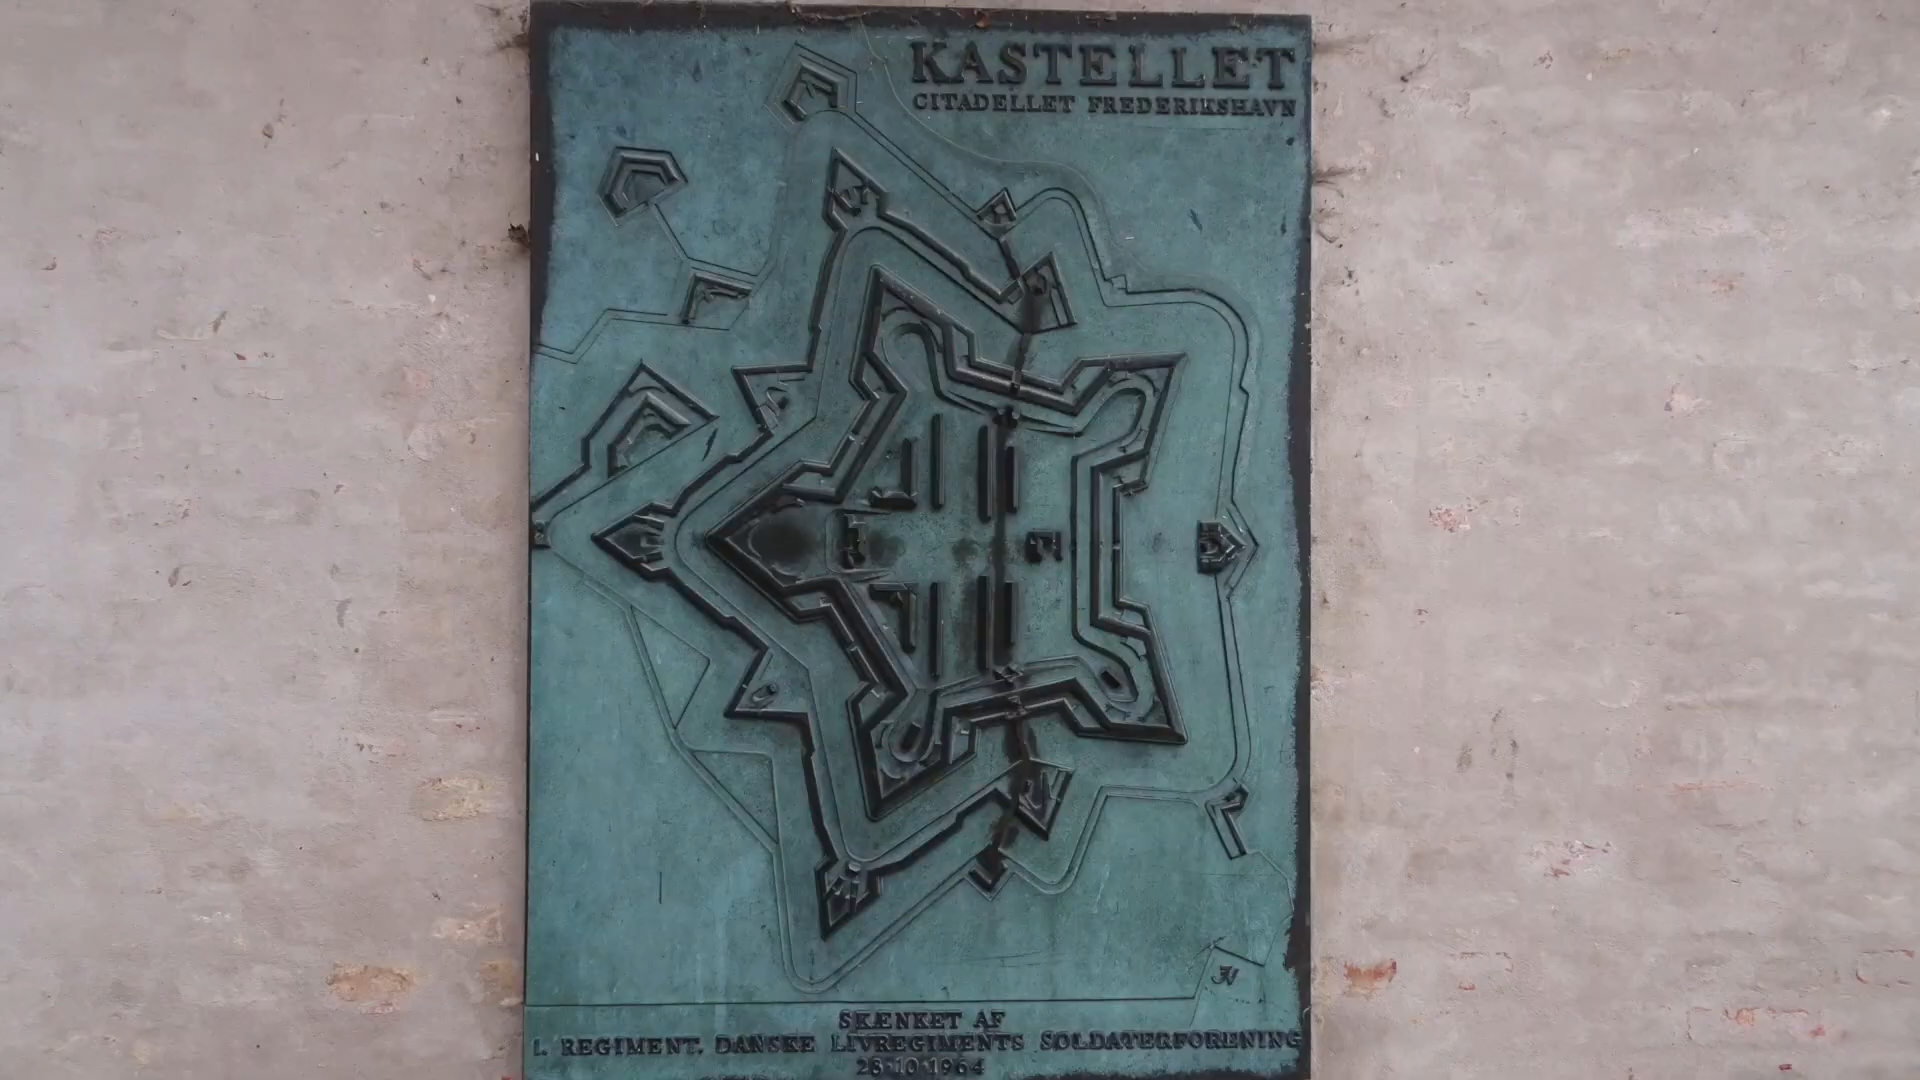 KASTELLET
CITADELLET FREDERIKSHAVN
SKÆNKET AF
1. REGIMENT. DANSKE LIVREGIMENTS SOLDATERFORENING
28·10·1964